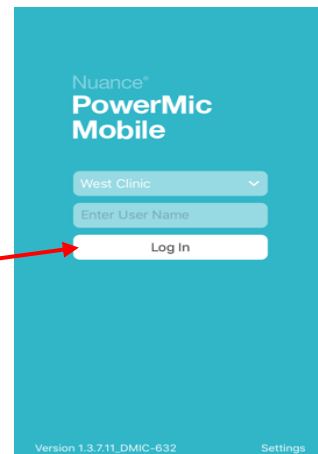 Nuance®
PowerMic
Mobile
West Clinic
Enter User Name
Log In
Version 1.3.7.11_DMIC-632 Settings